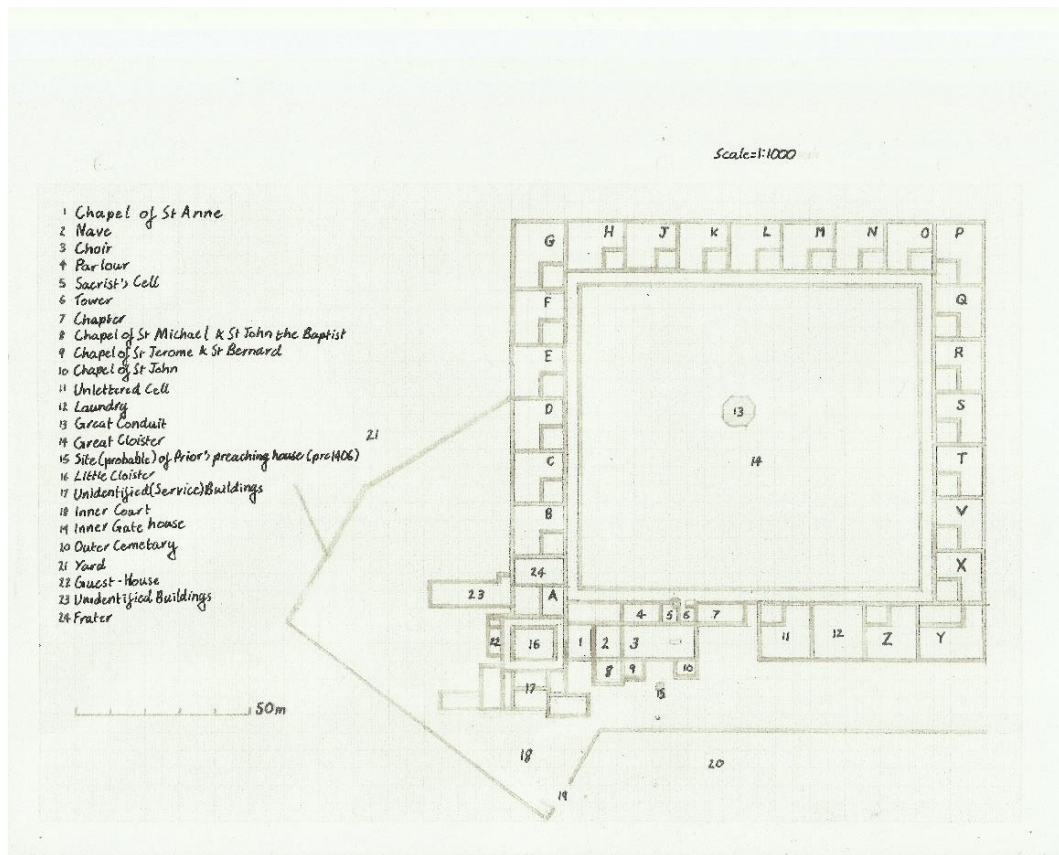 Scale=1:1000
1 Chapel of St Anne
2 Nave
3 Choir
4 Parlour
5 Sacrist's Cell
6 Tower
7 Chapter
8 Chapel of St Michael & St John the Baptist
9 Chapel of St Jerome & St Bernard
10 Chapel of St John
11 Unlettered Cell
12 Laundry
13 Great Conduit
14 Great Cloister
15 Site (probable) of Prior's preaching house (pre1406)
16 Little Cloister
17 Unidentified (Service) Buildings
18 Inner Court
19 Inner Gate house
20 Outer Cemetary
21 Yard
22 Guest-House
23 Unidentified Buildings
24 Frater
50m
G H J K L M N O P
F Q
E R
D 13 S
21 C 14 T
B V
24 X
23 A
4 5 6 7
22 16 1 2 3 11 12 Z Y
8 9 10
17 15
18 20
19